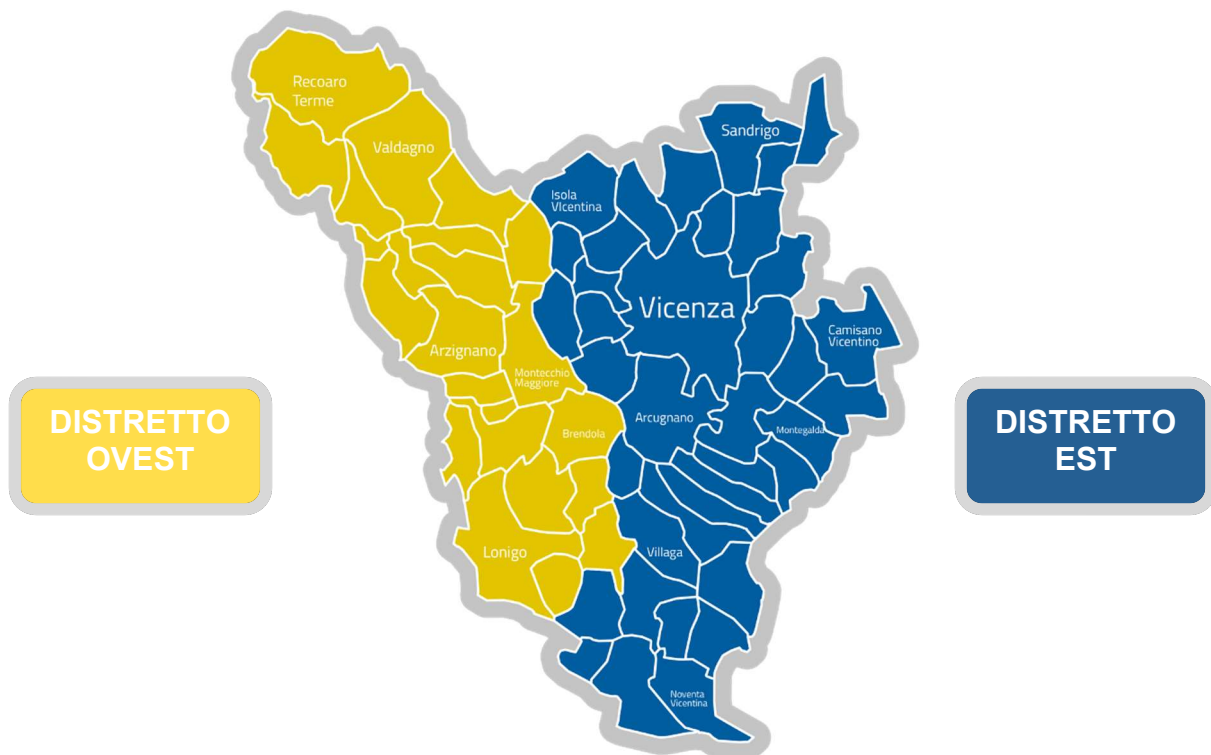 Recoaro
Terme
Valdagno
Sandrigo
Isola
VIcentina
Vicenza
Camisano
Vicentino
Arzignano
Montecchio
Maggiore
DISTRETTO
OVEST
Brendola
Arcugnano
Montegalda
DISTRETTO
EST
Lonigo
Villaga
Noventa
Vicentina